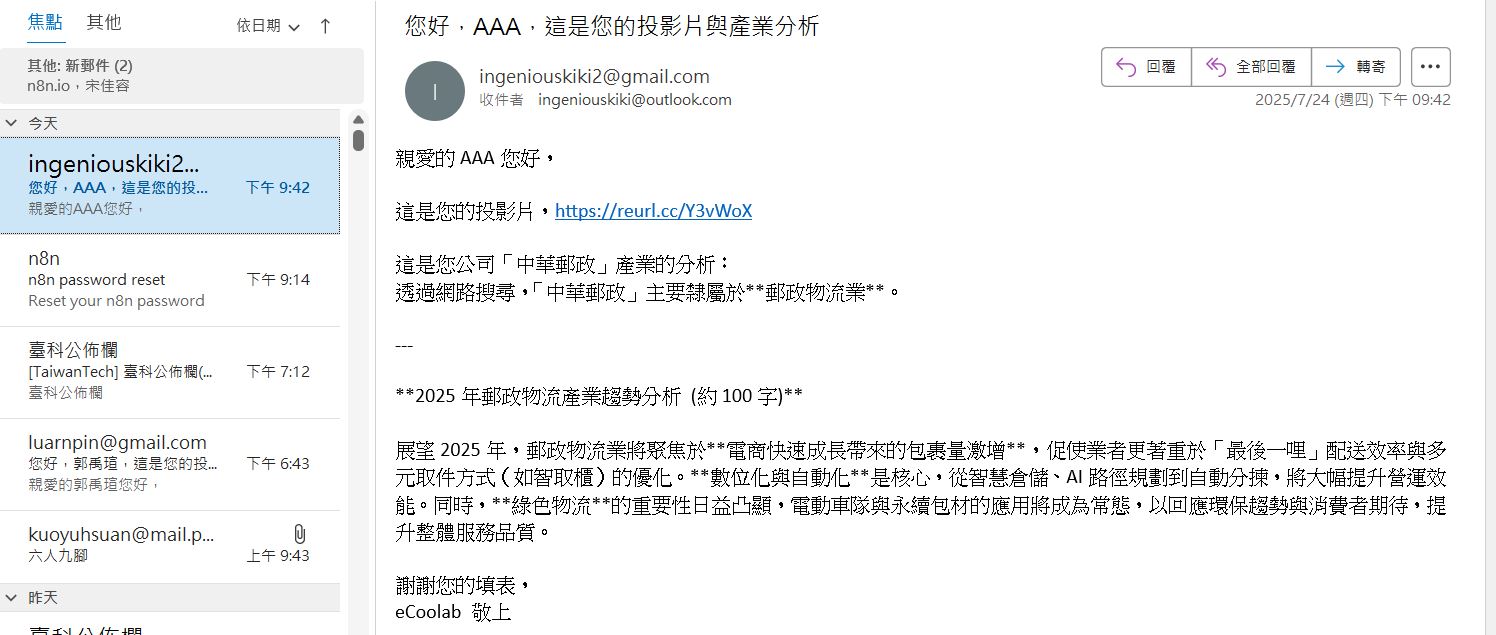 焦點 其他 依日期
其他: 新郵件 (2)
n8n.io，宋佳容
今天
ingeniouskiki2...
您好，AAA，這是您的投... 下午 9:42
親愛的AAA您好，
n8n
n8n password reset 下午 9:14
Reset your n8n password
臺科公佈欄
[TaiwanTech] 臺科公佈欄(... 下午 7:12
臺科公佈欄
luarnpin@gmail.com
您好，郭禹瑄，這是您的投... 下午 6:43
親愛的郭禹瑄您好，
kuoyuhsuan@mail.p...
六人九腳 上午 9:43
昨天
臺科公佈欄
您好，AAA，這是您的投影片與產業分析
I
ingeniouskiki2@gmail.com
收件者 ingeniouskiki@outlook.com
回覆 全部回覆 轉寄
2025/7/24 (週四) 下午 09:42
親愛的 AAA 您好，
這是您的投影片，https://reurl.cc/Y3vWoX
這是您公司「中華郵政」產業的分析：
透過網路搜尋，「中華郵政」主要隸屬於**郵政物流業**。
---
**2025 年郵政物流產業趨勢分析 (約 100 字)**
展望 2025 年，郵政物流業將聚焦於**電商快速成長帶來的包裹量激增**，促使業者更著重於「最後一哩」配送效率與多
元取件方式（如智取櫃）的優化。**數位化與自動化**是核心，從智慧倉儲、AI 路徑規劃到自動分揀，將大幅提升營運效
能。同時，**綠色物流**的重要性日益凸顯，電動車隊與永續包材的應用將成為常態，以回應環保趨勢與消費者期待，提
升整體服務品質。
謝謝您的填表，
eCoolab 敬上